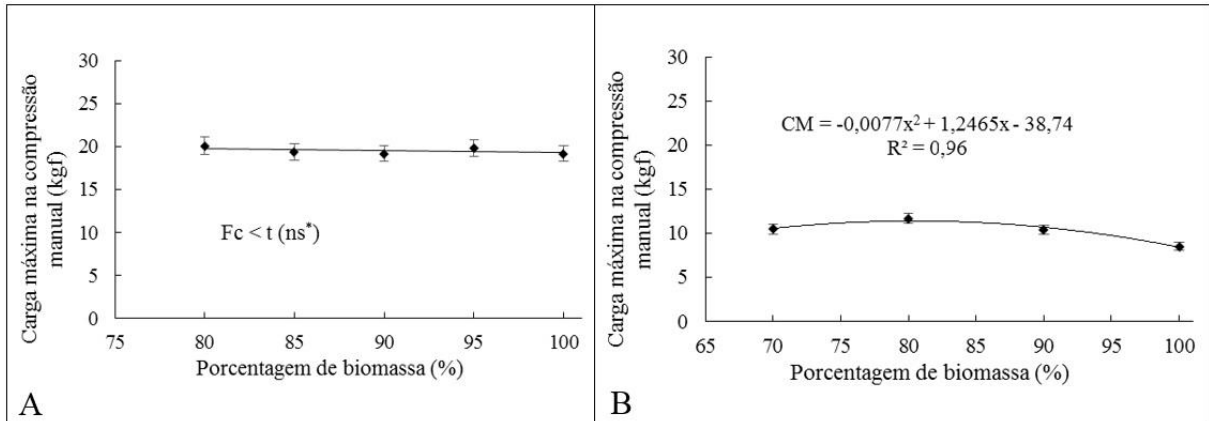 Carga máxima na compressão
manual (kgf)
30
25
20
15
10
5
0
Fc < t (ns*)
75 80 85 90 95 100
Porcentagem de biomassa (%)
A
Carga máxima na compressão
manual (kgf)
30
25
20
15
10
5
0
CM = -0,0077x² + 1,2465x - 38,74
R² = 0,96
65 70 75 80 85 90 95 100
Porcentagem de biomassa (%)
B